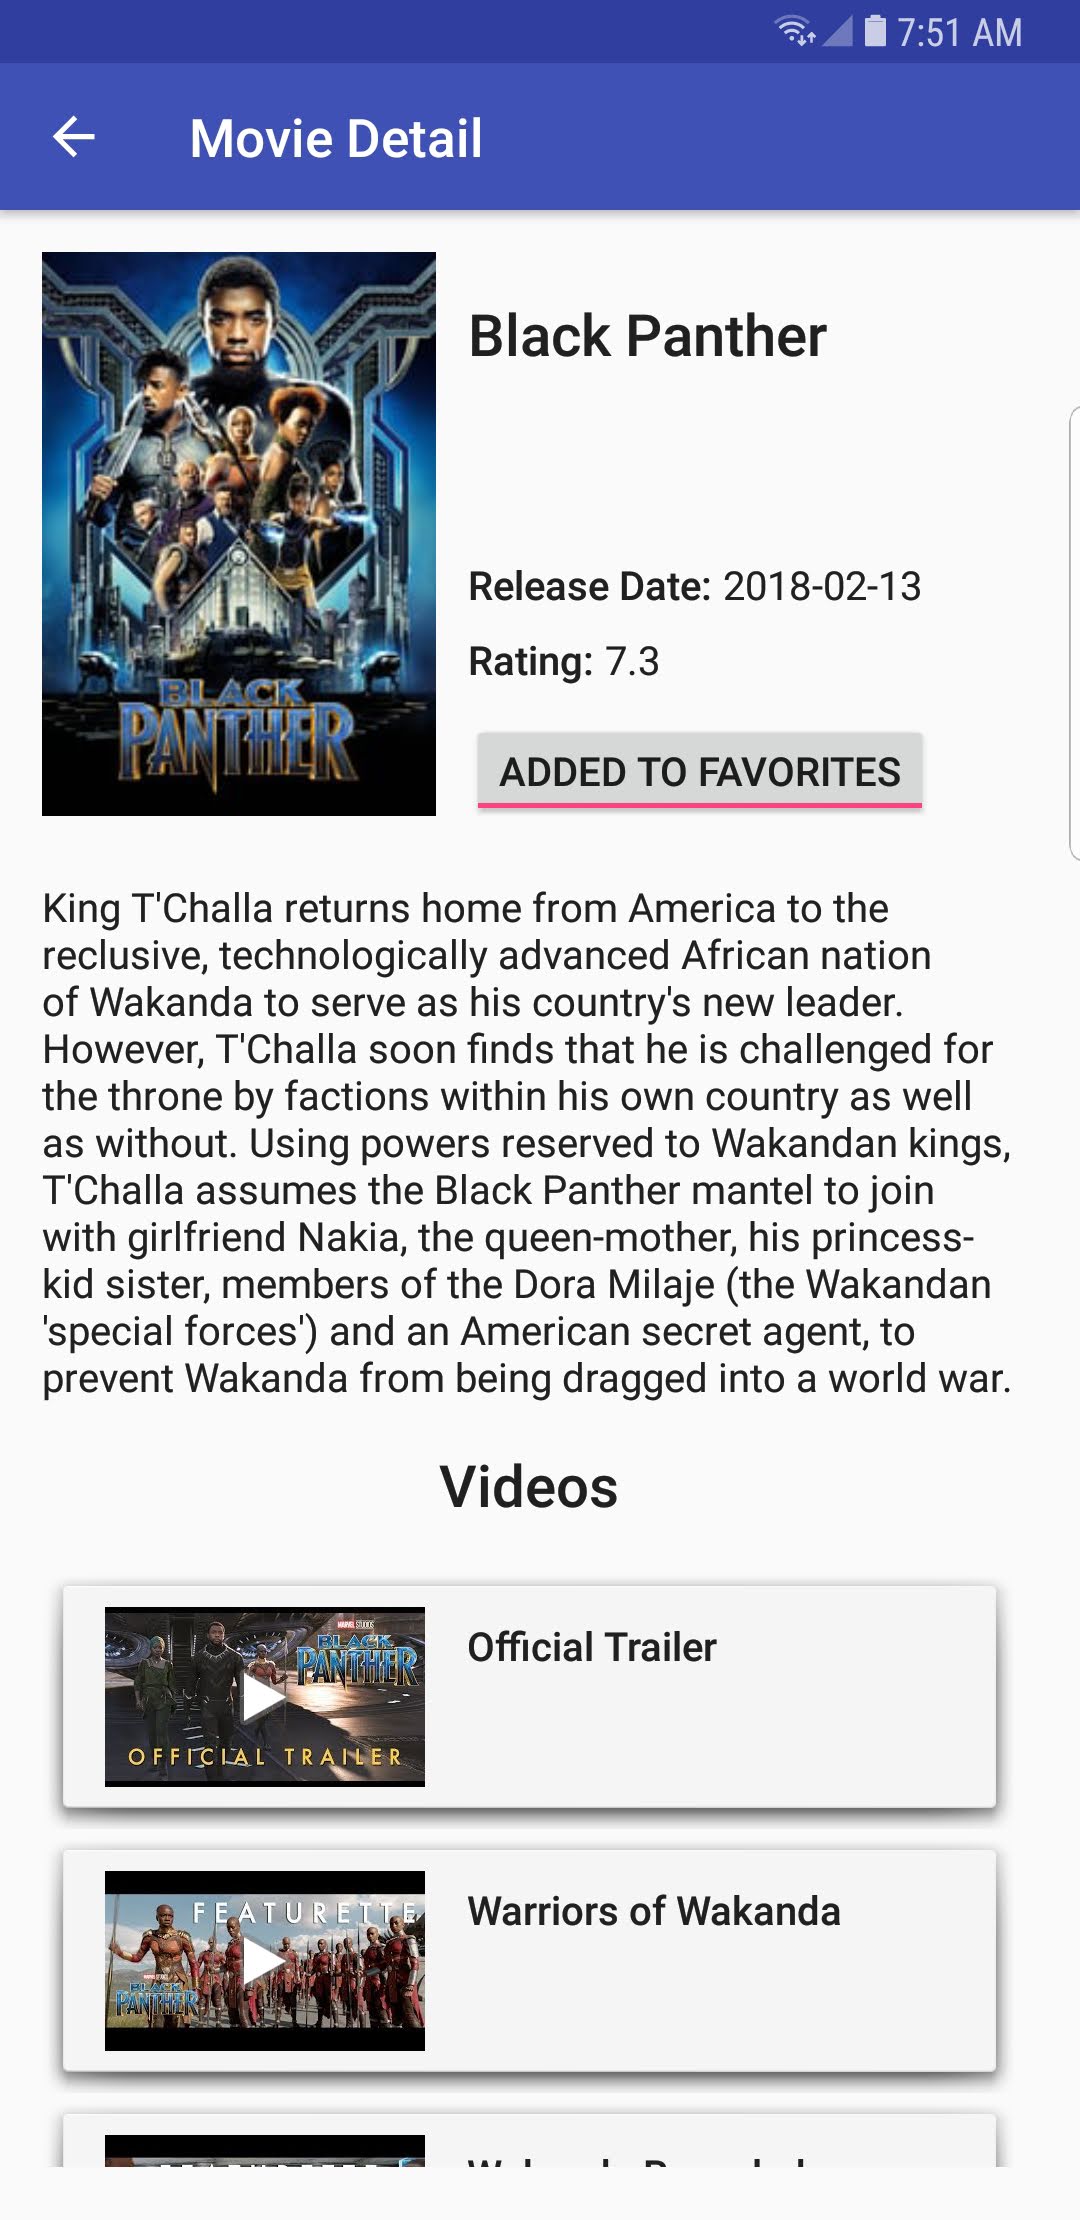 7:51 AM
Movie Detail
BLACK
PANTHER
Black Panther
Release Date: 2018-02-13
Rating: 7.3
ADDED TO FAVORITES
King T'Challa returns home from America to the
reclusive, technologically advanced African nation
of Wakanda to serve as his country's new leader.
However, T'Challa soon finds that he is challenged for
the throne by factions within his own country as well
as without. Using powers reserved to Wakandan kings,
T'Challa assumes the Black Panther mantel to join
with girlfriend Nakia, the queen-mother, his princess-
kid sister, members of the Dora Milaje (the Wakandan
'special forces') and an American secret agent, to
prevent Wakanda from being dragged into a world war.
Videos
MARVEL STUDIOS
BLACK
PANTHER
OFFICIAL TRAILER
Official Trailer
FEATURETTE
BLACK
PANTHER
Warriors of Wakanda